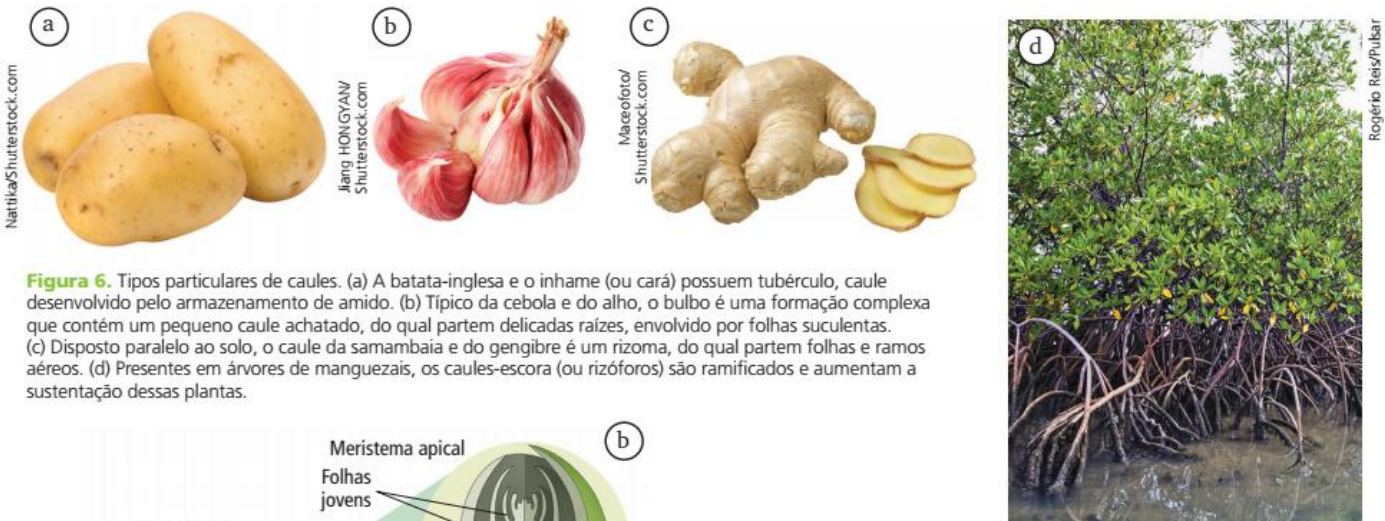 a
Nattika/Shutterstock.com
b
Jiang HONGYAN/
Shutterstock.com
c
Maceofoto/
Shutterstock.com
d
Rogério Reis/Pulsar
Figura 6. Tipos particulares de caules. (a) A batata-inglesa e o inhame (ou cará) possuem tubérculo, caule
desenvolvido pelo armazenamento de amido. (b) Típico da cebola e do alho, o bulbo é uma formação complexa
que contém um pequeno caule achatado, do qual partem delicadas raízes, envolvido por folhas suculentas.
(c) Disposto paralelo ao solo, o caule da samambaia e do gengibre é um rizoma, do qual partem folhas e ramos
aéreos. (d) Presentes em árvores de manguezais, os caules-escora (ou rizóforos) são ramificados e aumentam a
sustentação dessas plantas.
b
Meristema apical
Folhas
jovens